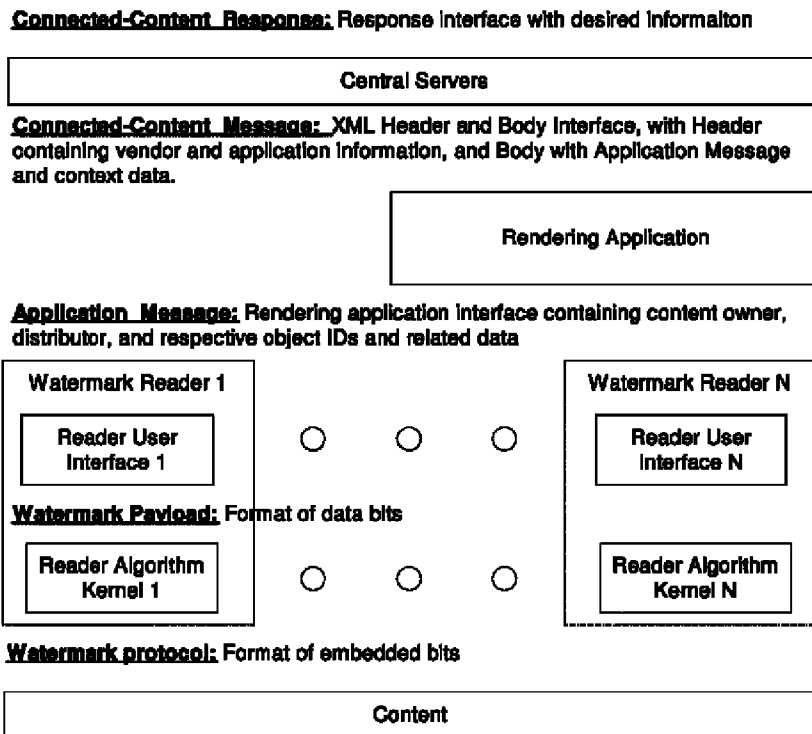 Connected-Content Response: Response interface with desired informaiton
Central Servers
Connected-Content Message: XML Header and Body Interface, with Header
containing vendor and application information, and Body with Application Message
and context data.
Rendering Application
Application Message: Rendering application interface containing content owner,
distributor, and respective object IDs and related data
Watermark Reader 1
Watermark Reader N
Reader User
Interface 1
Reader User
Interface N
Watermark Payload: Format of data bits
Reader Algorithm
Kernel 1
Reader Algorithm
Kernel N
Watermark protocol: Format of embedded bits
Content